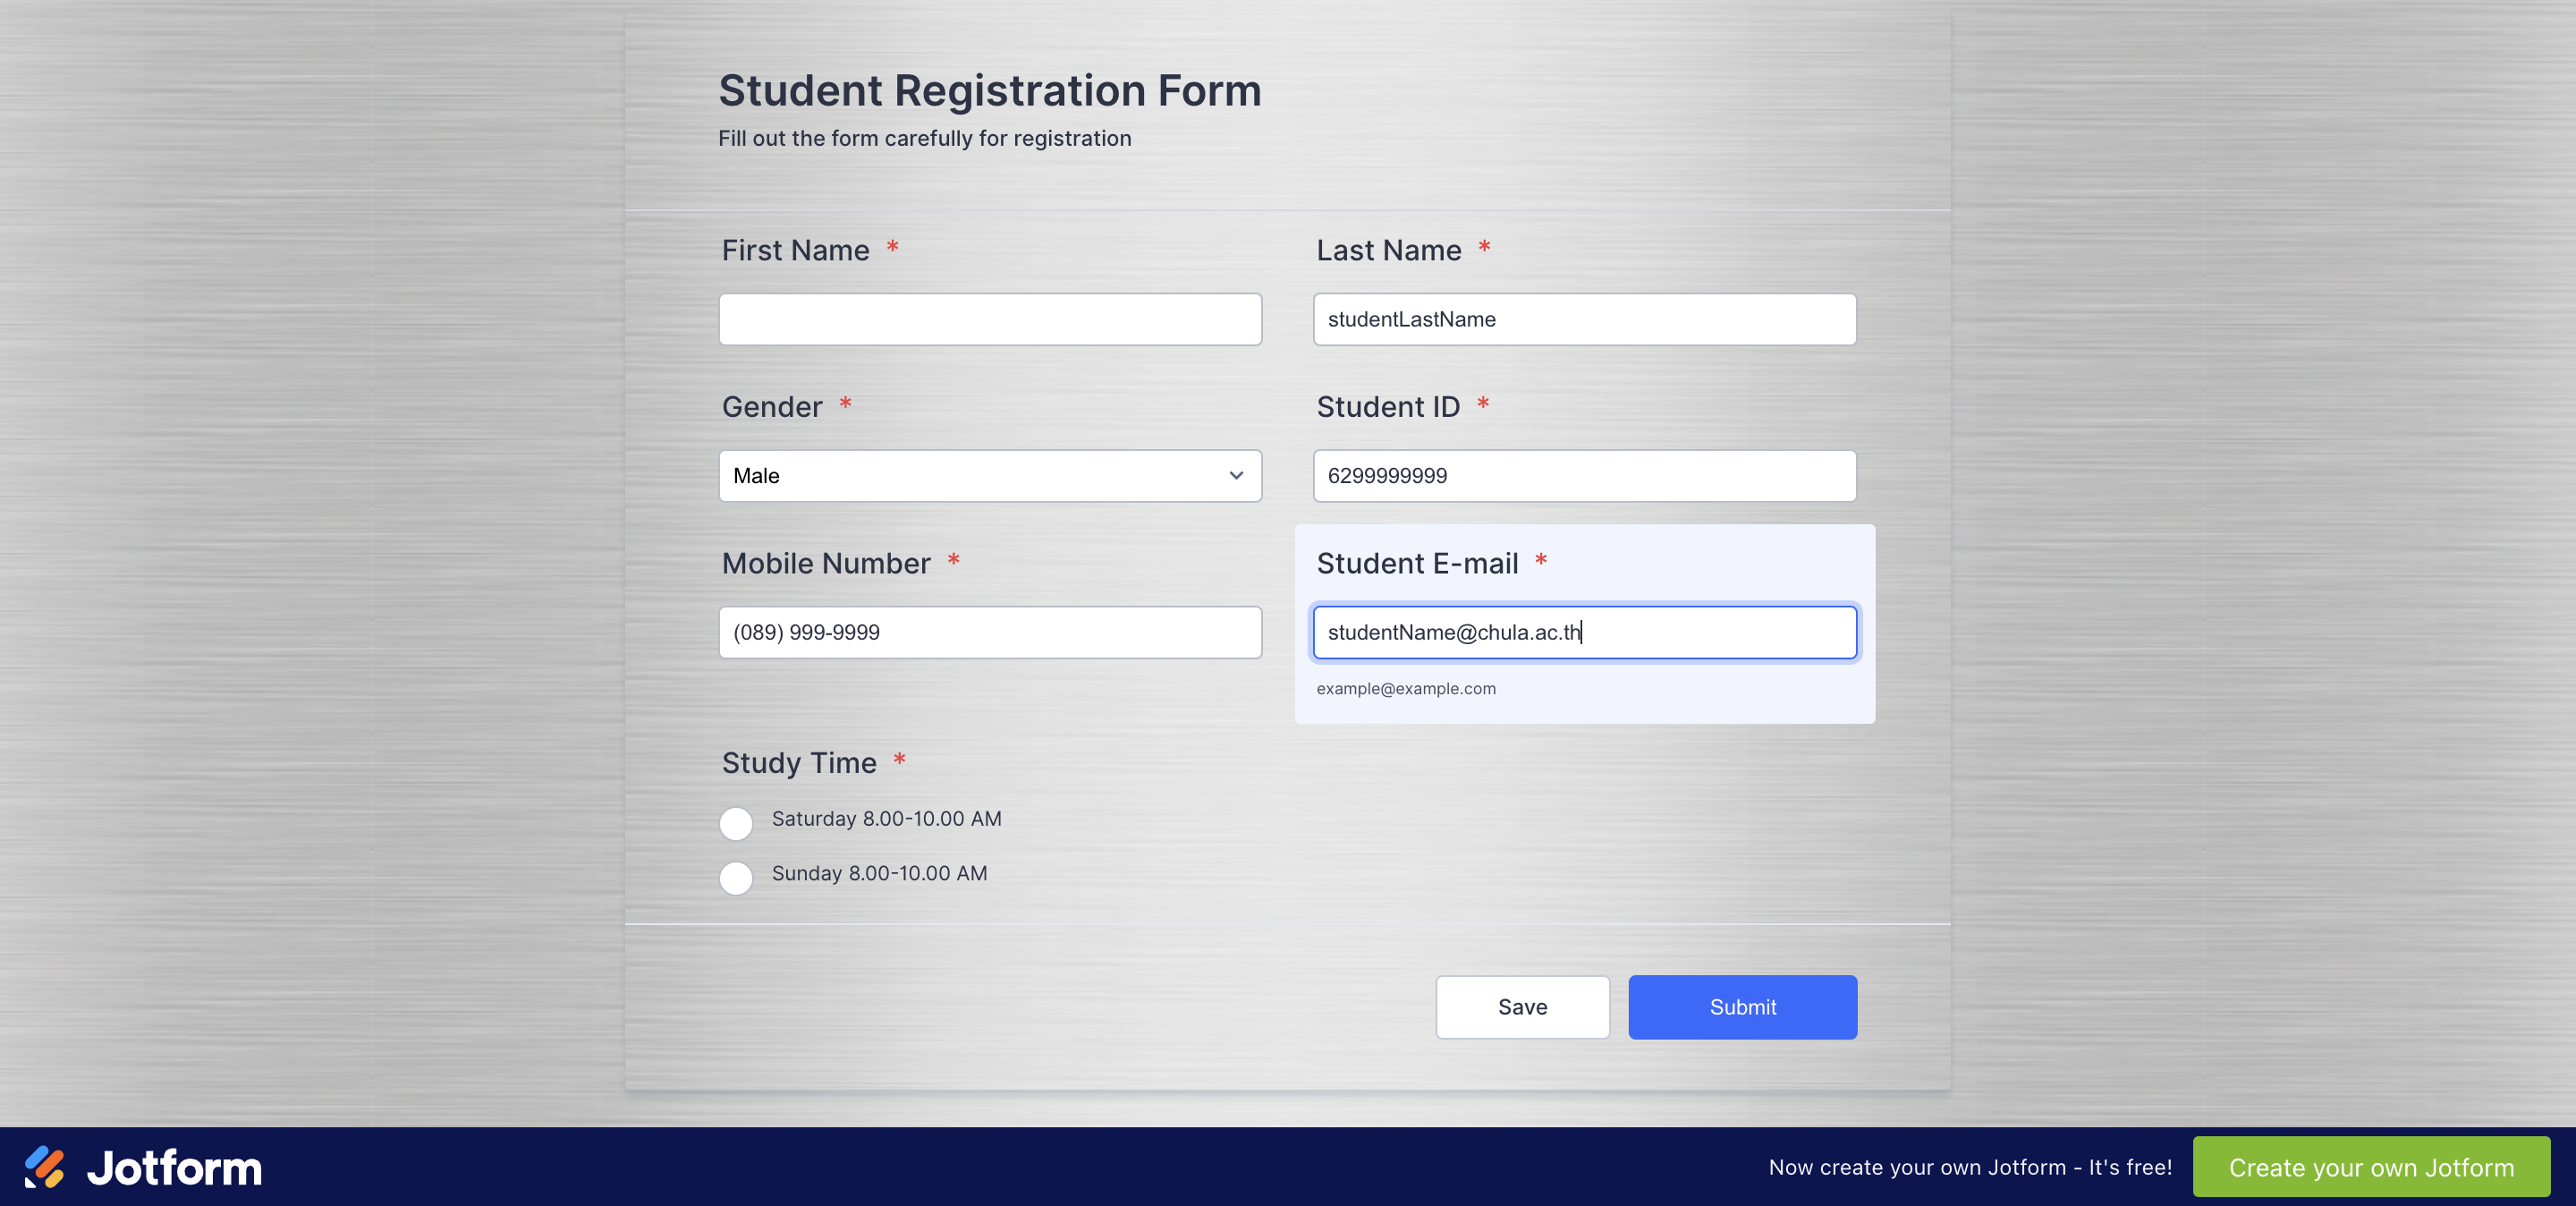 Student Registration Form
Fill out the form carefully for registration
First Name *
Last Name *
studentLastName
Gender *
Student ID *
Male
6299999999
Mobile Number *
Student E-mail *
(089) 999-9999
studentName@chula.ac.th
example@example.com
Study Time *
Saturday 8.00-10.00 AM
Sunday 8.00-10.00 AM
Save
Submit
Jotform
Now create your own Jotform - It's free!
Create your own Jotform